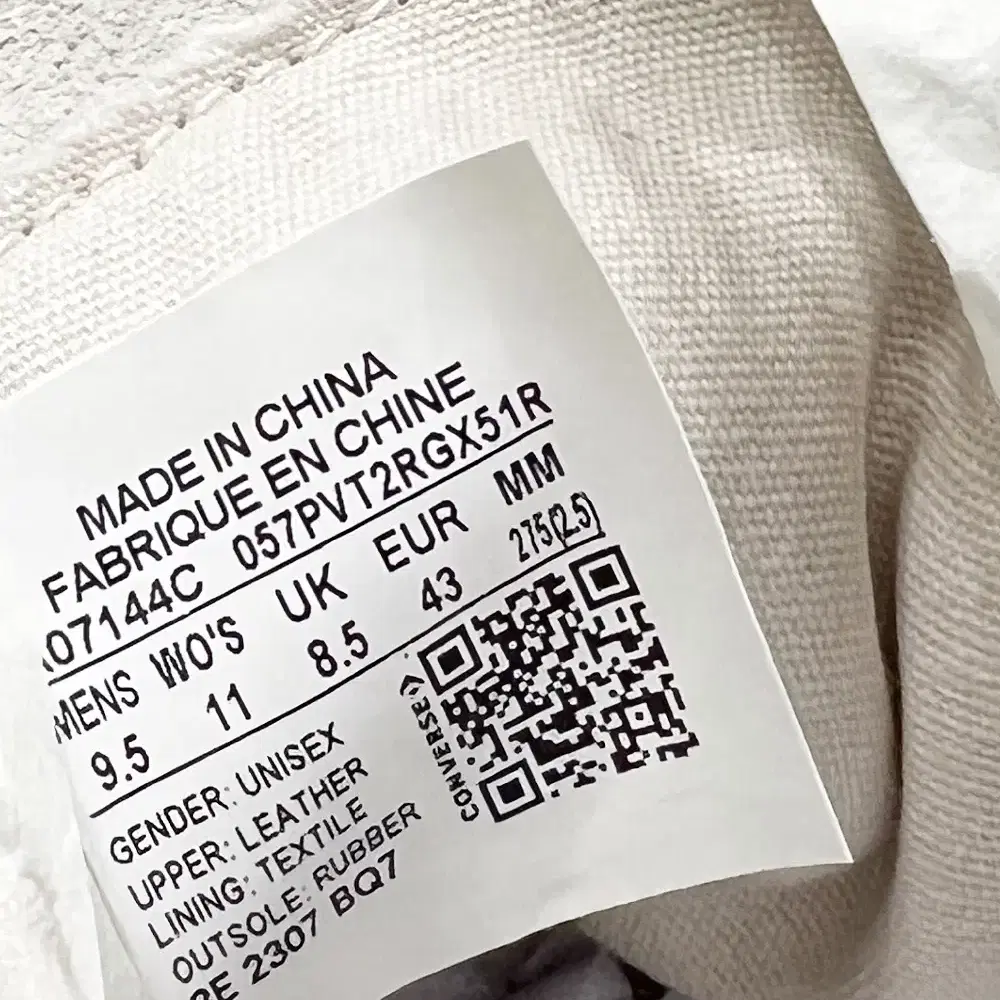 MADE IN CHINA
FABRIQUE EN CHINE
A07144C 057PVT2RGX51R
MENS WO'S UK EUR MM
9.5 11 8.5 43 275(2.5)
GENDER: UNISEX
UPPER: LEATHER
LINING: TEXTILE
OUTSOLE: RUBBER
2307 BQ7
CONVERSE